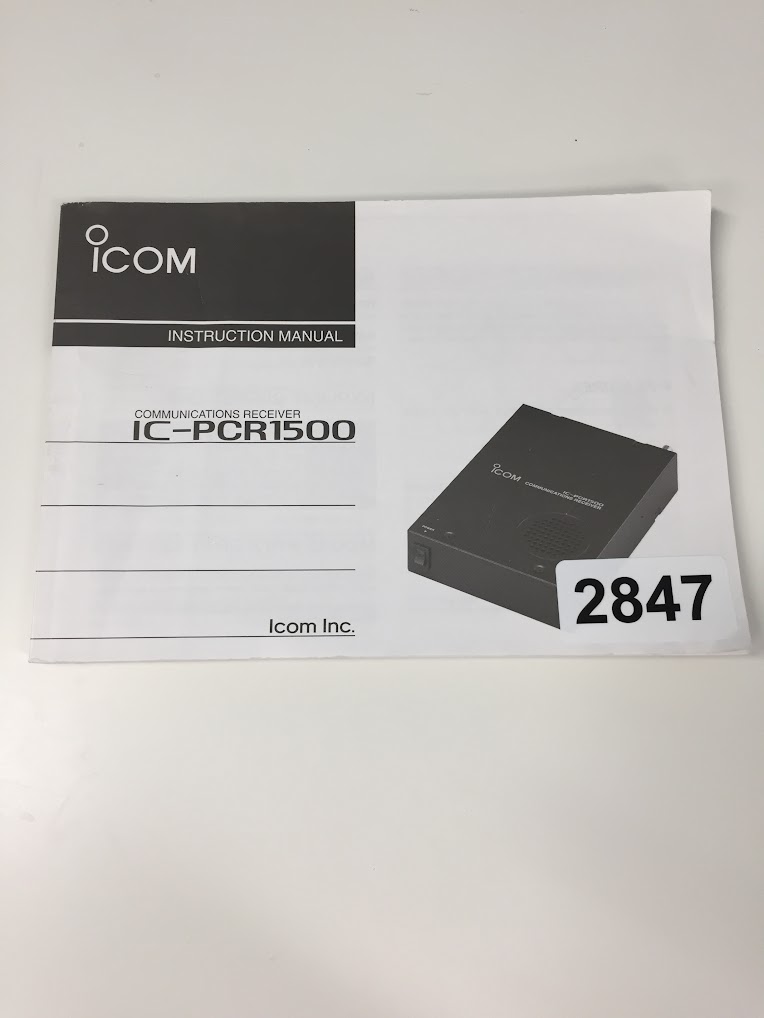 ICOM
INSTRUCTION MANUAL
COMMUNICATIONS RECEIVER
IC-PCR1500
ICOM
IC-PCR1500
COMMUNICATIONS RECEIVER
2847
Icom Inc.